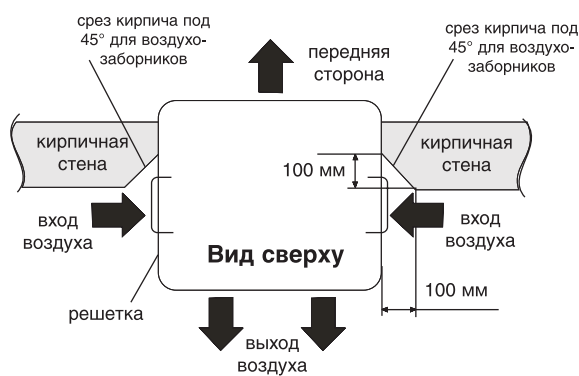 срез кирпича под
45° для воздухо-
заборников
передняя
сторона
срез кирпича под
45° для воздухо-
заборников
кирпичная
стена
100 мм
кирпичная
стена
вход
воздуха
вход
воздуха
Вид сверху
решетка
100 мм
выход
воздуха